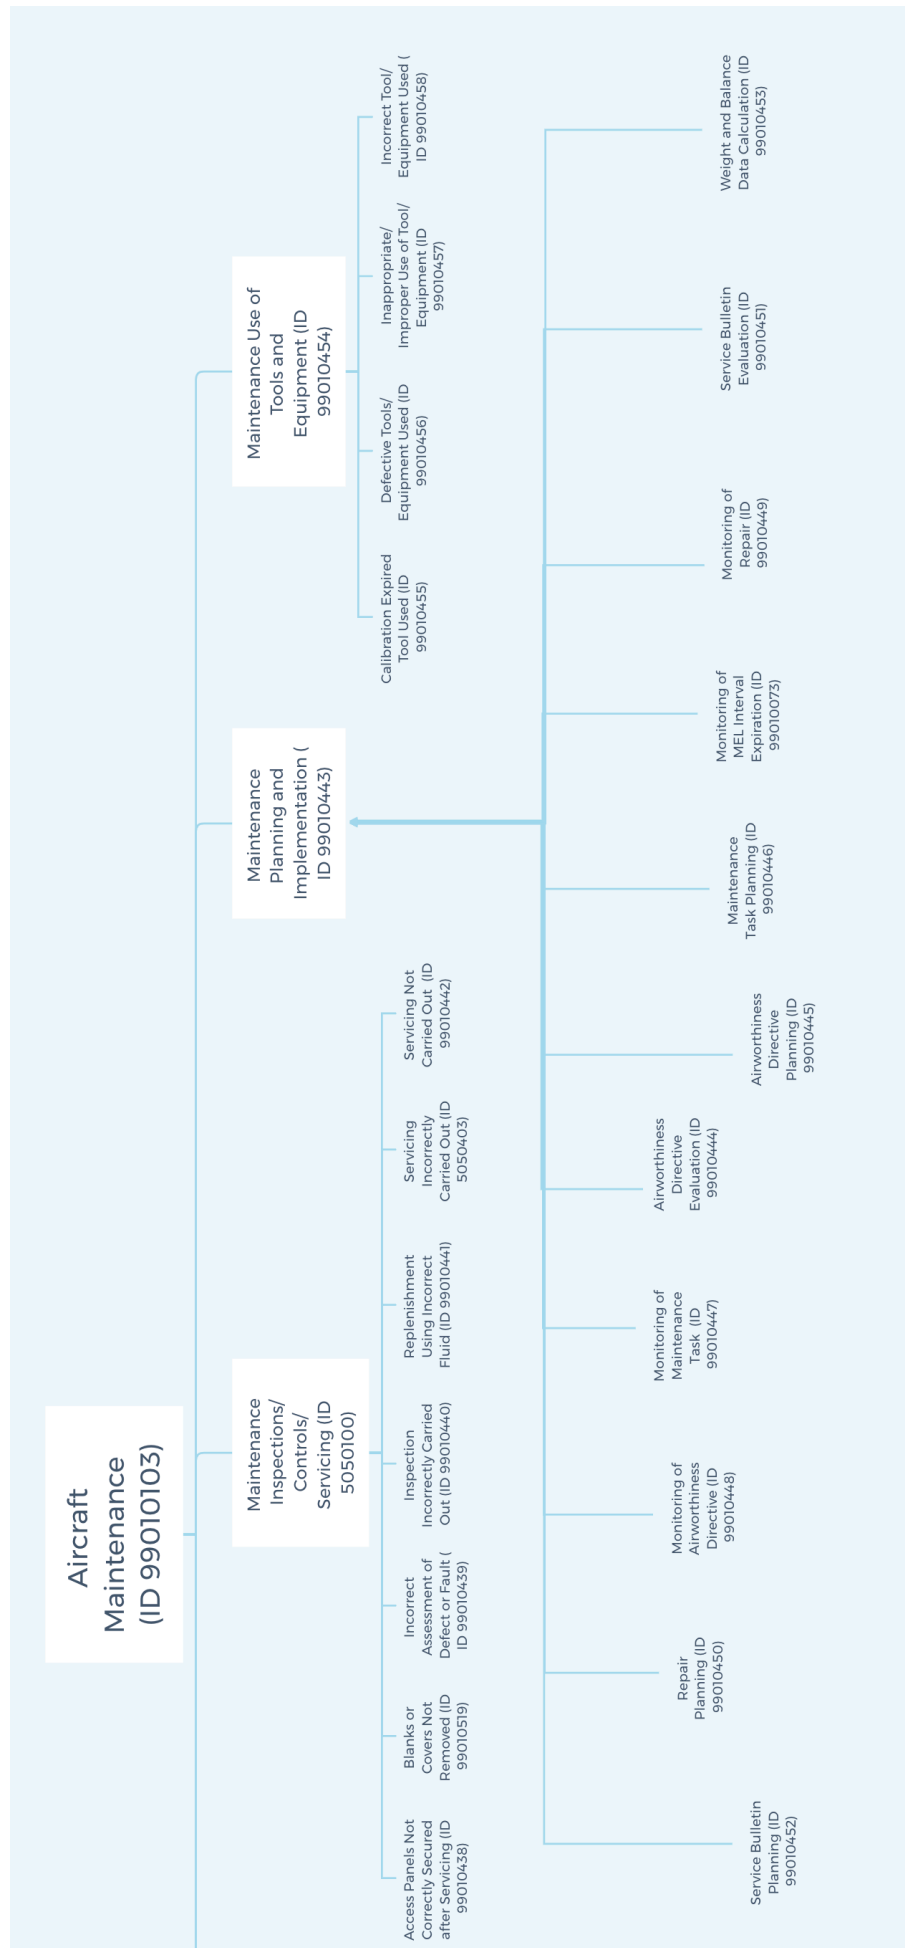 Aircraft
Maintenance
(ID 99010103)
Maintenance
Inspections/
Controls/
Servicing (ID
5050100)
Maintenance
Planning and
Implementation (
ID 99010443)
Maintenance Use of
Tools and
Equipment (ID
99010454)
Access Panels Not
Correctly Secured
after Servicing (ID
99010438)
Blanks or
Covers Not
Removed (ID
99010519)
Incorrect
Assessment of
Defect or Fault (
ID 99010439)
Inspection
Incorrectly Carried
Out (ID 99010440)
Replenishment
Using Incorrect
Fluid (ID 99010441)
Servicing
Incorrectly
Carried Out (ID
5050403)
Servicing Not
Carried Out  (ID
99010442)
Calibration Expired
Tool Used (ID
99010455)
Defective Tools/
Equipment Used (ID
99010456)
Inappropriate/
Improper Use of Tool/
Equipment (ID
99010457)
Incorrect Tool/
Equipment Used (
ID 99010458)
Service Bulletin
Planning (ID
99010452)
Repair
Planning (ID
99010450)
Monitoring of
Airworthiness
Directive (ID
99010448)
Monitoring of
Maintenance
Task  (ID
99010447)
Airworthiness
Directive
Evaluation (ID
99010444)
Airworthiness
Directive
Planning (ID
99010445)
Maintenance
Task Planning (ID
99010446)
Monitoring of
MEL Interval
Expiration (ID
99010073)
Monitoring of
Repair (ID
99010449)
Service Bulletin
Evaluation (ID
99010451)
Weight and Balance
Data Calculation (ID
99010453)